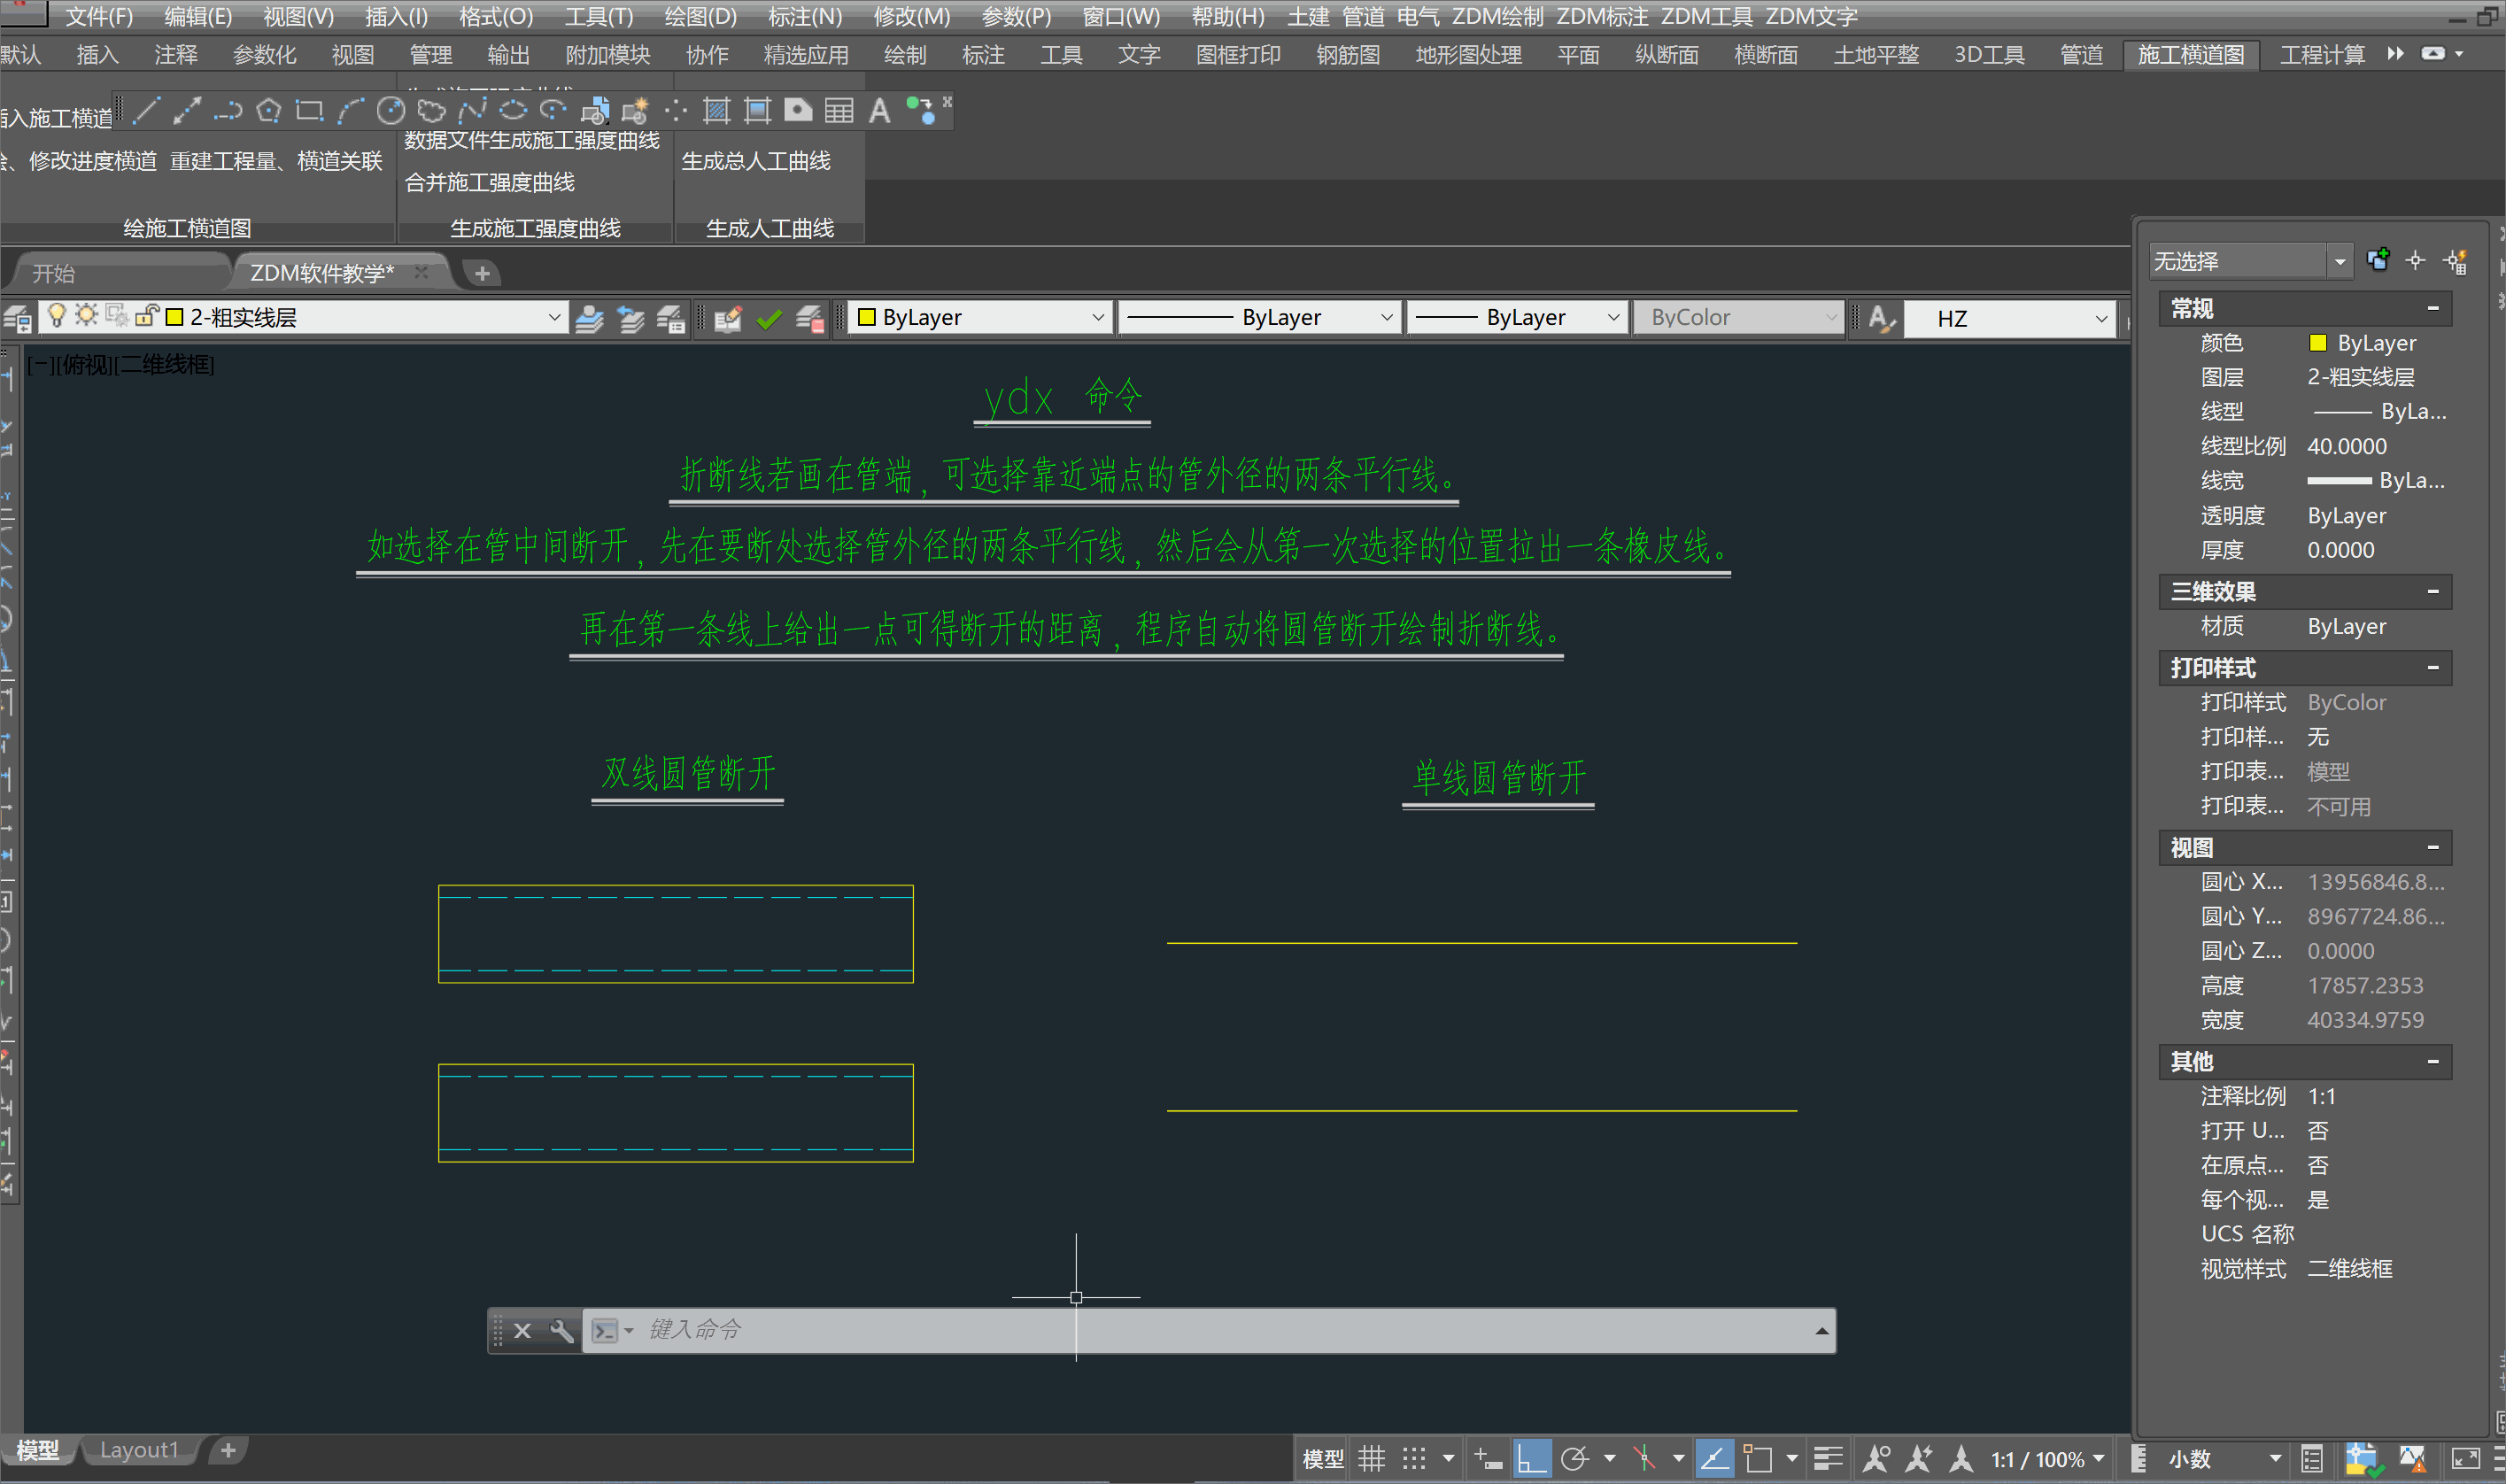 文件(F) 编辑(E) 视图(V) 插入(I) 格式(O) 工具(T) 绘图(D) 标注(N) 修改(M) 参数(P) 窗口(W) 帮助(H) 土建 管道 电气 ZDM绘制 ZDM标注 ZDM工具 ZDM文字
默认 插入 注释 参数化 视图 管理 输出 附加模块 协作 精选应用 绘制 标注 工具 文字 图框打印 钢筋图 地形图处理 平面 纵断面 横断面 土地平整 3D工具 管道 施工横道图 工程计算
插入施工横道
数据文件生成施工强度曲线
、修改进度横道 重建工程量、横道关联
生成总人工曲线
合并施工强度曲线
绘施工横道图 生成施工强度曲线 生成人工曲线
开始 ZDM软件教学*
2-粗实线层 ByLayer ByLayer ByLayer ByColor HZ
[−][俯视][二维线框]
ydx 命令
折断线若画在管端，可选择靠近端点的管外径的两条平行线。
如选择在管中间断开，先在要断处选择管外径的两条平行线，然后会从第一次选择的位置拉出一条橡皮线。
再在第一条线上给出一点可得断开的距离，程序自动将圆管断开绘制折断线。
双线圆管断开 单线圆管断开
键入命令
无选择
常规
颜色 ByLayer
图层 2-粗实线层
线型 ByLa...
线型比例 40.0000
线宽 ByLa...
透明度 ByLayer
厚度 0.0000
三维效果
材质 ByLayer
打印样式
打印样式 ByColor
打印样... 无
打印表... 模型
打印表... 不可用
视图
圆心 X... 13956846.8...
圆心 Y... 8967724.86...
圆心 Z... 0.0000
高度 17857.2353
宽度 40334.9759
其他
注释比例 1:1
打开 U... 否
在原点... 否
每个视... 是
UCS 名称
视觉样式 二维线框
模型 Layout1
模型 1:1 / 100% 小数